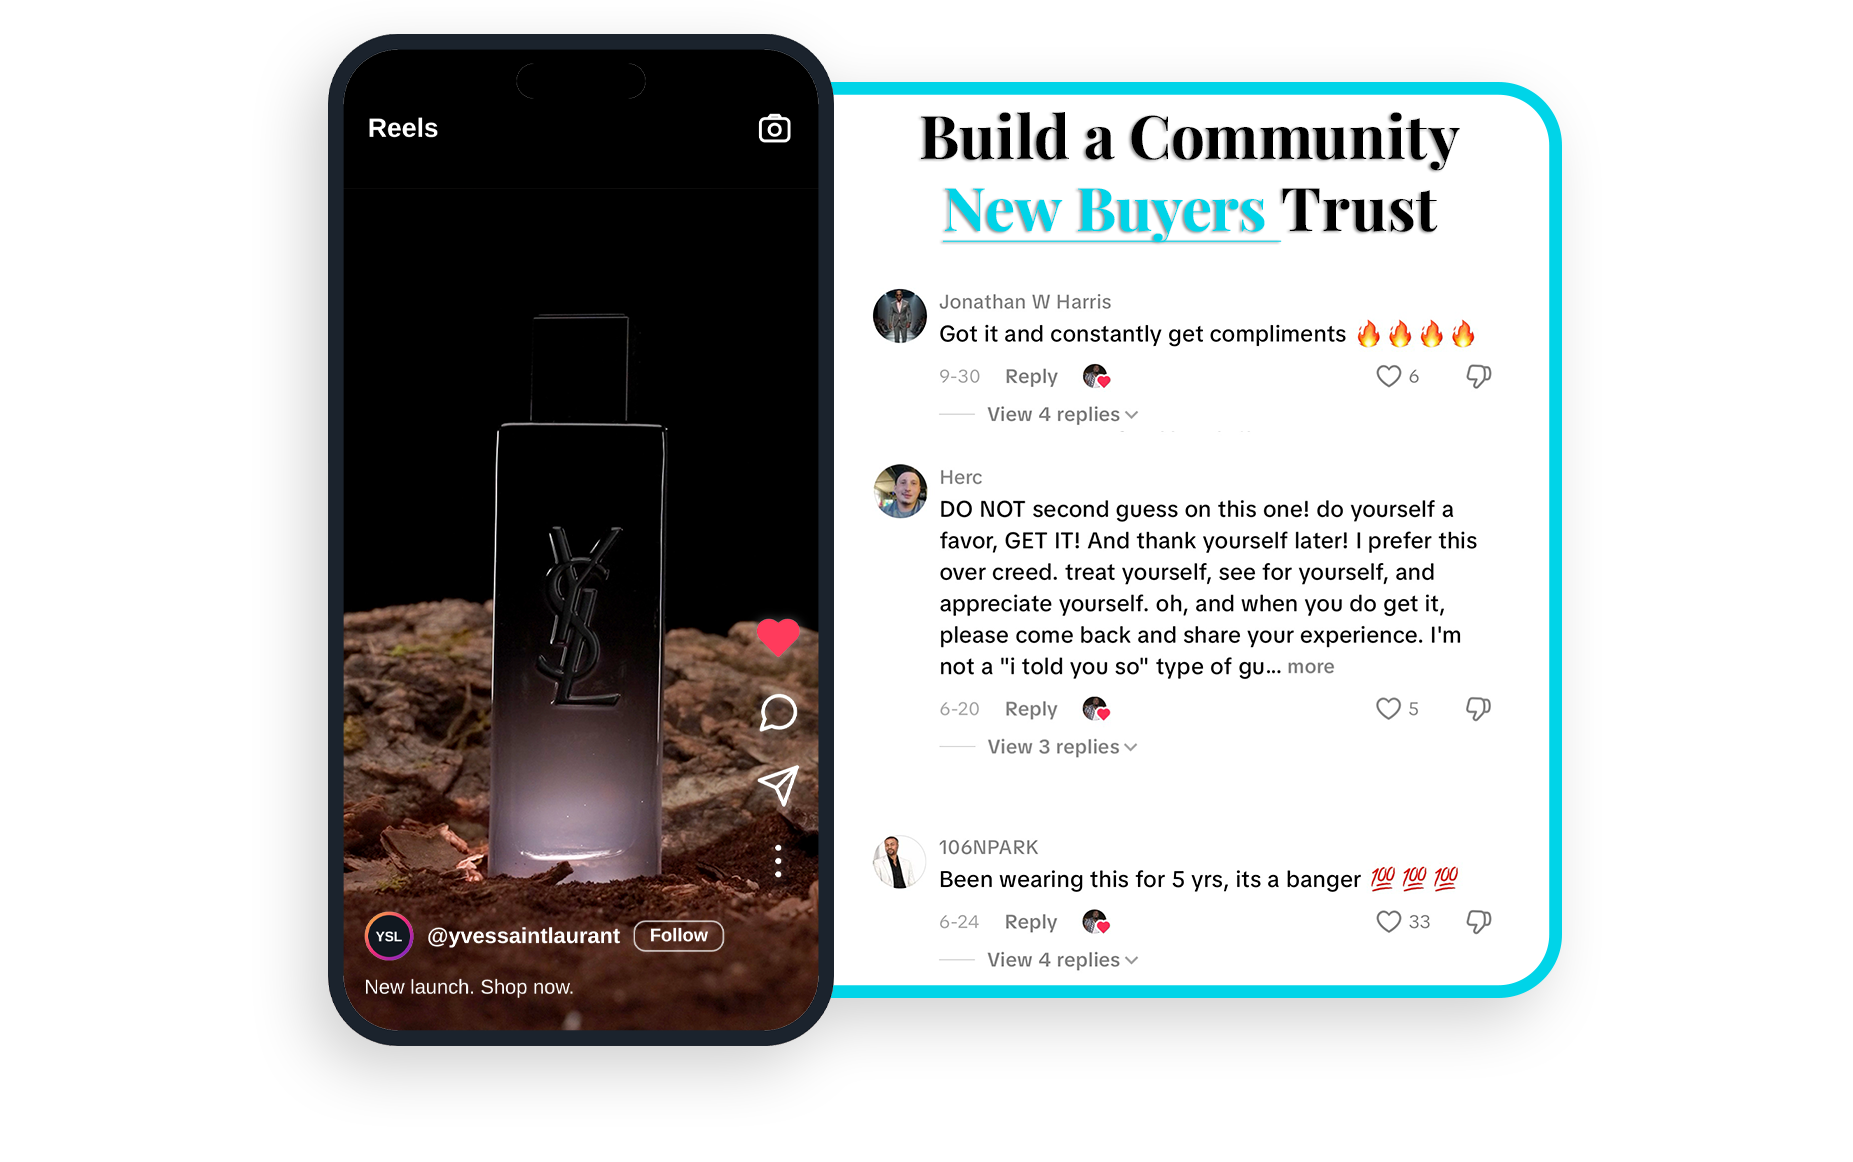 Reels
YSL
YSL
@yvessaintlaurant
Follow
New launch. Shop now.
Build a Community
New Buyers Trust
Jonathan W Harris
Got it and constantly get compliments 🔥🔥🔥🔥
9-30 Reply 6
View 4 replies
Herc
DO NOT second guess on this one! do yourself a
favor, GET IT! And thank yourself later! I prefer this
over creed. treat yourself, see for yourself, and
appreciate yourself. oh, and when you do get it,
please come back and share your experience. I'm
not a "i told you so" type of gu... more
6-20 Reply 5
View 3 replies
106NPARK
Been wearing this for 5 yrs, its a banger 💯💯💯
6-24 Reply 33
View 4 replies